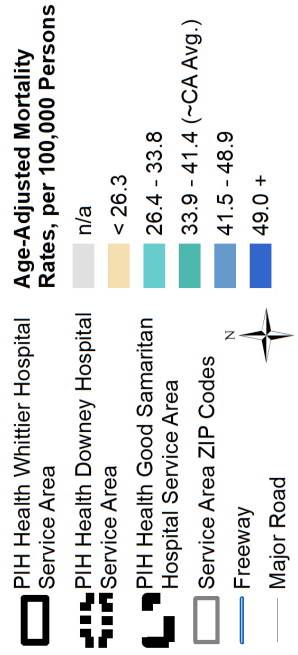 PIH Health Whittier Hospital
Service Area
PIH Health Downey Hospital
Service Area
PIH Health Good Samaritan
Hospital Service Area
Service Area ZIP Codes
Freeway
Major Road
N
Age-Adjusted Mortality
Rates, per 100,000 Persons
n/a
< 26.3
26.4 - 33.8
33.9 - 41.4 (~CA Avg.)
41.5 - 48.9
49.0 +